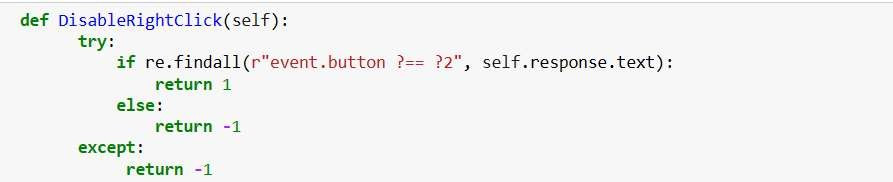 def DisableRightClick(self):
try:
if re.findall(r"event.button ?== ?2", self.response.text):
return 1
else:
return -1
except:
return -1